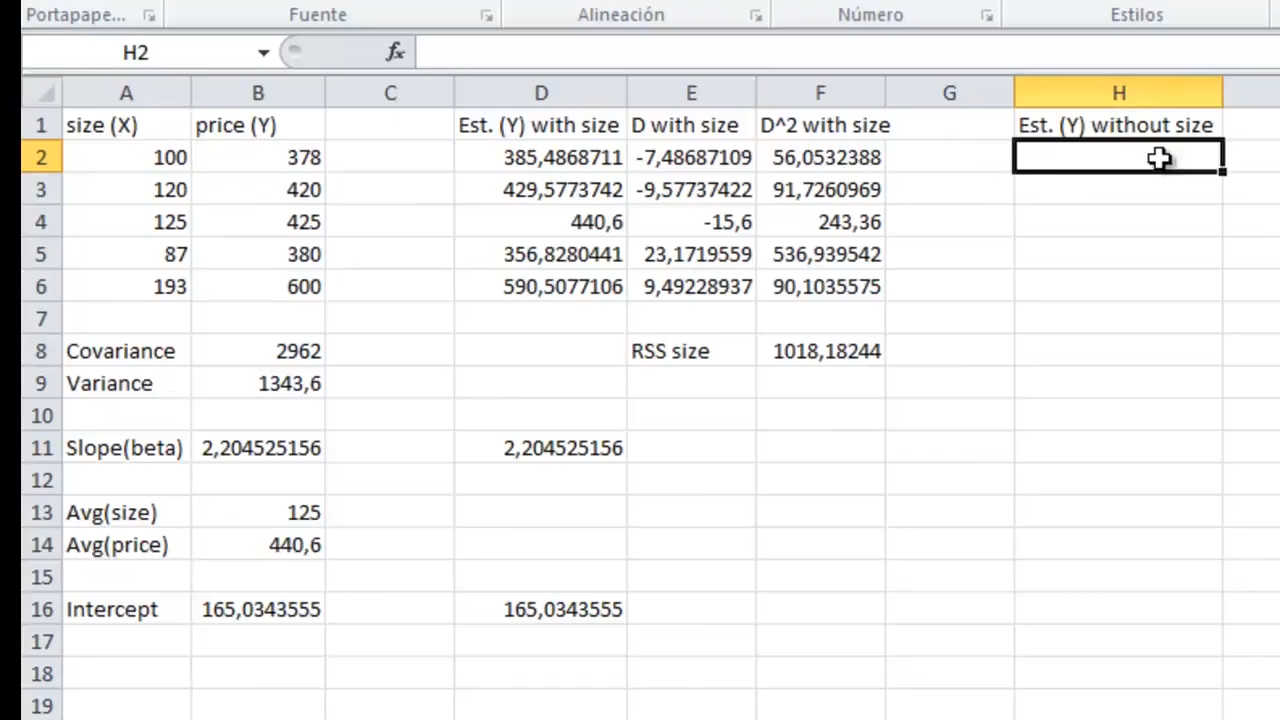 Portapape... Fuente Alineación Número Estilos
H2 fx
A B C D E F G H
1 size (X) price (Y) Est. (Y) with size D with size D^2 with size Est. (Y) without size
2 100 378 385,4868711 -7,48687109 56,0532388
3 120 420 429,5773742 -9,57737422 91,7260969
4 125 425 440,6 -15,6 243,36
5 87 380 356,8280441 23,1719559 536,939542
6 193 600 590,5077106 9,49228937 90,1035575
7
8 Covariance 2962 RSS size 1018,18244
9 Variance 1343,6
10
11 Slope(beta) 2,204525156 2,204525156
12
13 Avg(size) 125
14 Avg(price) 440,6
15
16 Intercept 165,0343555 165,0343555
17
18
19